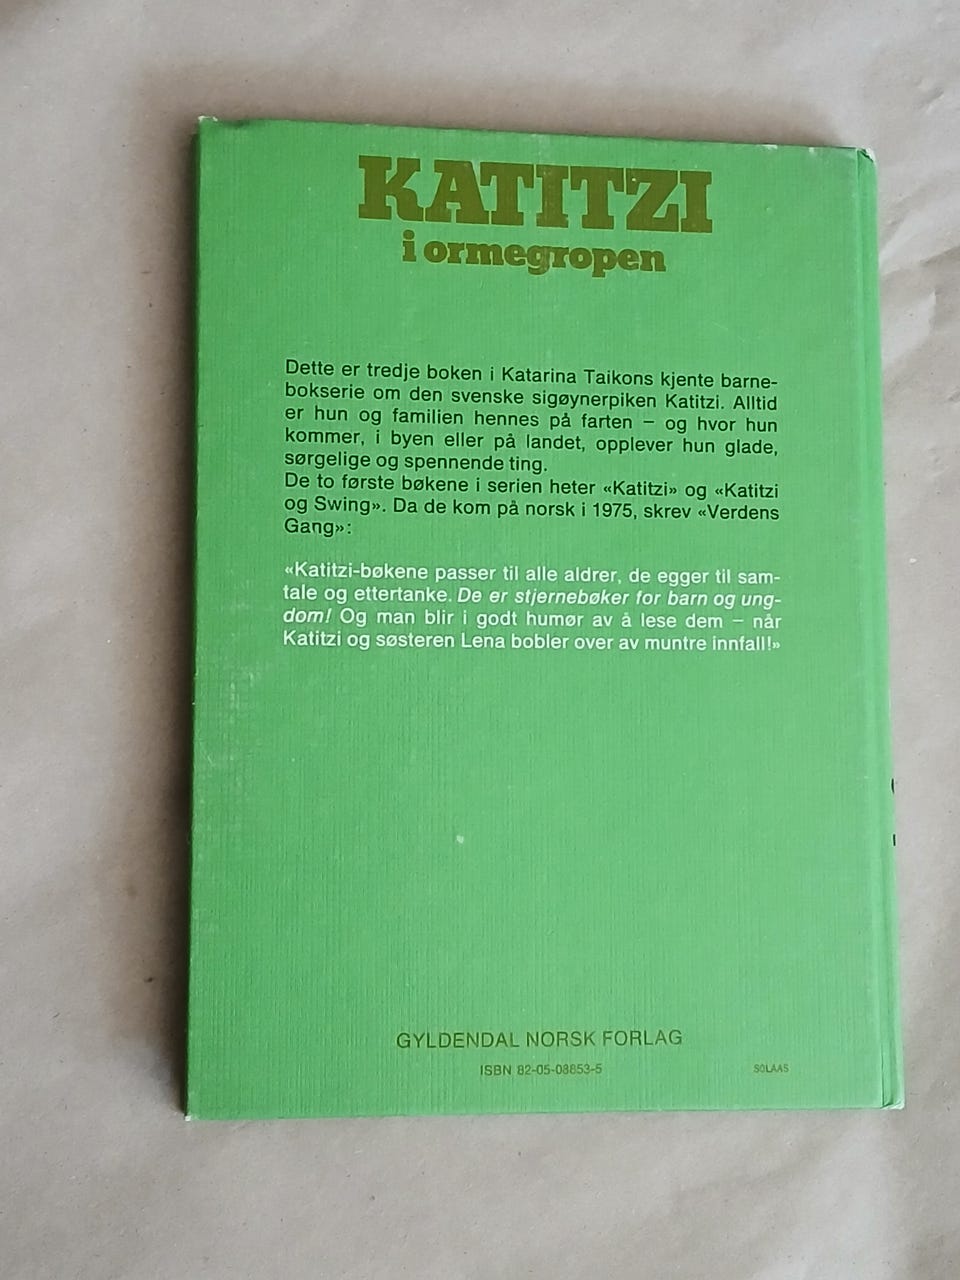 KATITZI
i ormegropen
Dette er tredje boken i Katarina Taikons kjente barne-
bokserie om den svenske sigøynerpiken Katitzi. Alltid
er hun og familien hennes på farten – og hvor hun
kommer, i byen eller på landet, opplever hun glade,
sørgelige og spennende ting.
De to første bøkene i serien heter «Katitzi» og «Katitzi
og Swing». Da de kom på norsk i 1975, skrev «Verdens
Gang»:
«Katitzi-bøkene passer til alle aldrer, de egger til sam-
tale og ettertanke. De er stjernebøker for barn og ung-
dom! Og man blir i godt humør av å lese dem – når
Katitzi og søsteren Lena bobler over av muntre innfall!»
GYLDENDAL NORSK FORLAG
ISBN 82-05-08853-5
SOLAAS